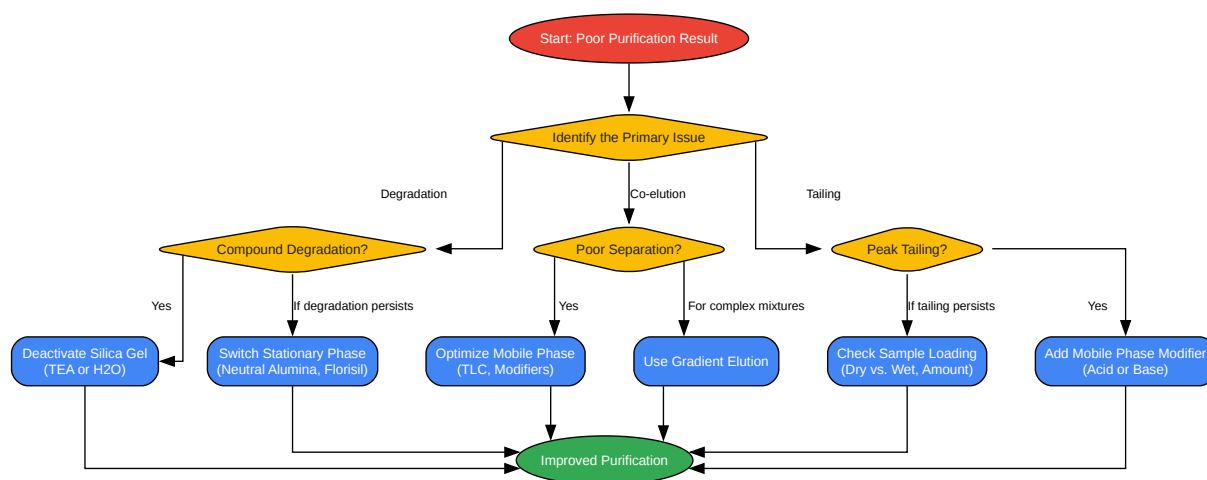 Start: Poor Purification Result
Identify the Primary Issue
Degradation
Co-elution
Tailing
Compound Degradation?
Poor Separation?
Peak Tailing?
Yes
If degradation persists
Yes
For complex mixtures
If tailing persists
Yes
Deactivate Silica Gel
(TEA or H2O)
Switch Stationary Phase
(Neutral Alumina, Florisil)
Optimize Mobile Phase
(TLC, Modifiers)
Use Gradient Elution
Check Sample Loading
(Dry vs. Wet, Amount)
Add Mobile Phase Modifier
(Acid or Base)
Improved Purification